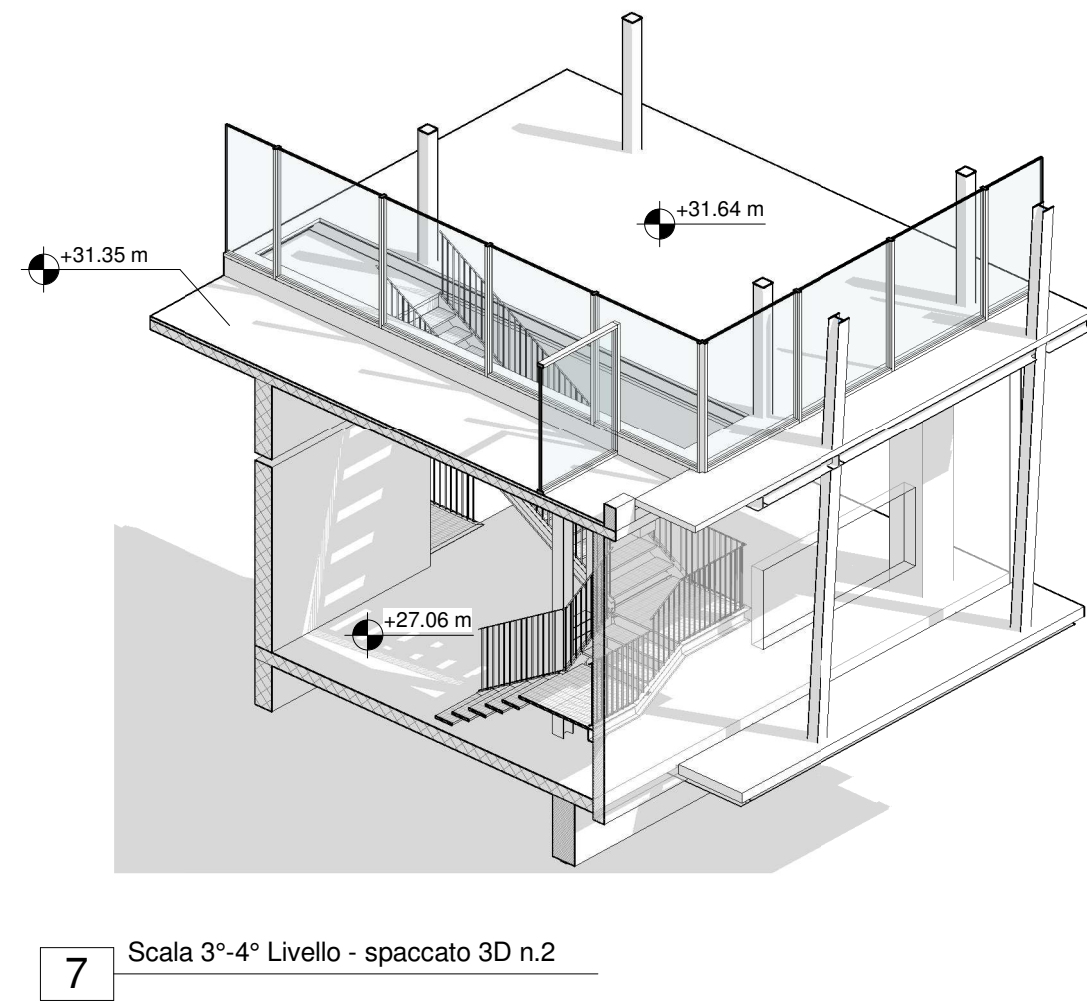 +31.64 m
+31.35 m
+27.06 m
7
Scala 3°-4° Livello - spaccato 3D n.2